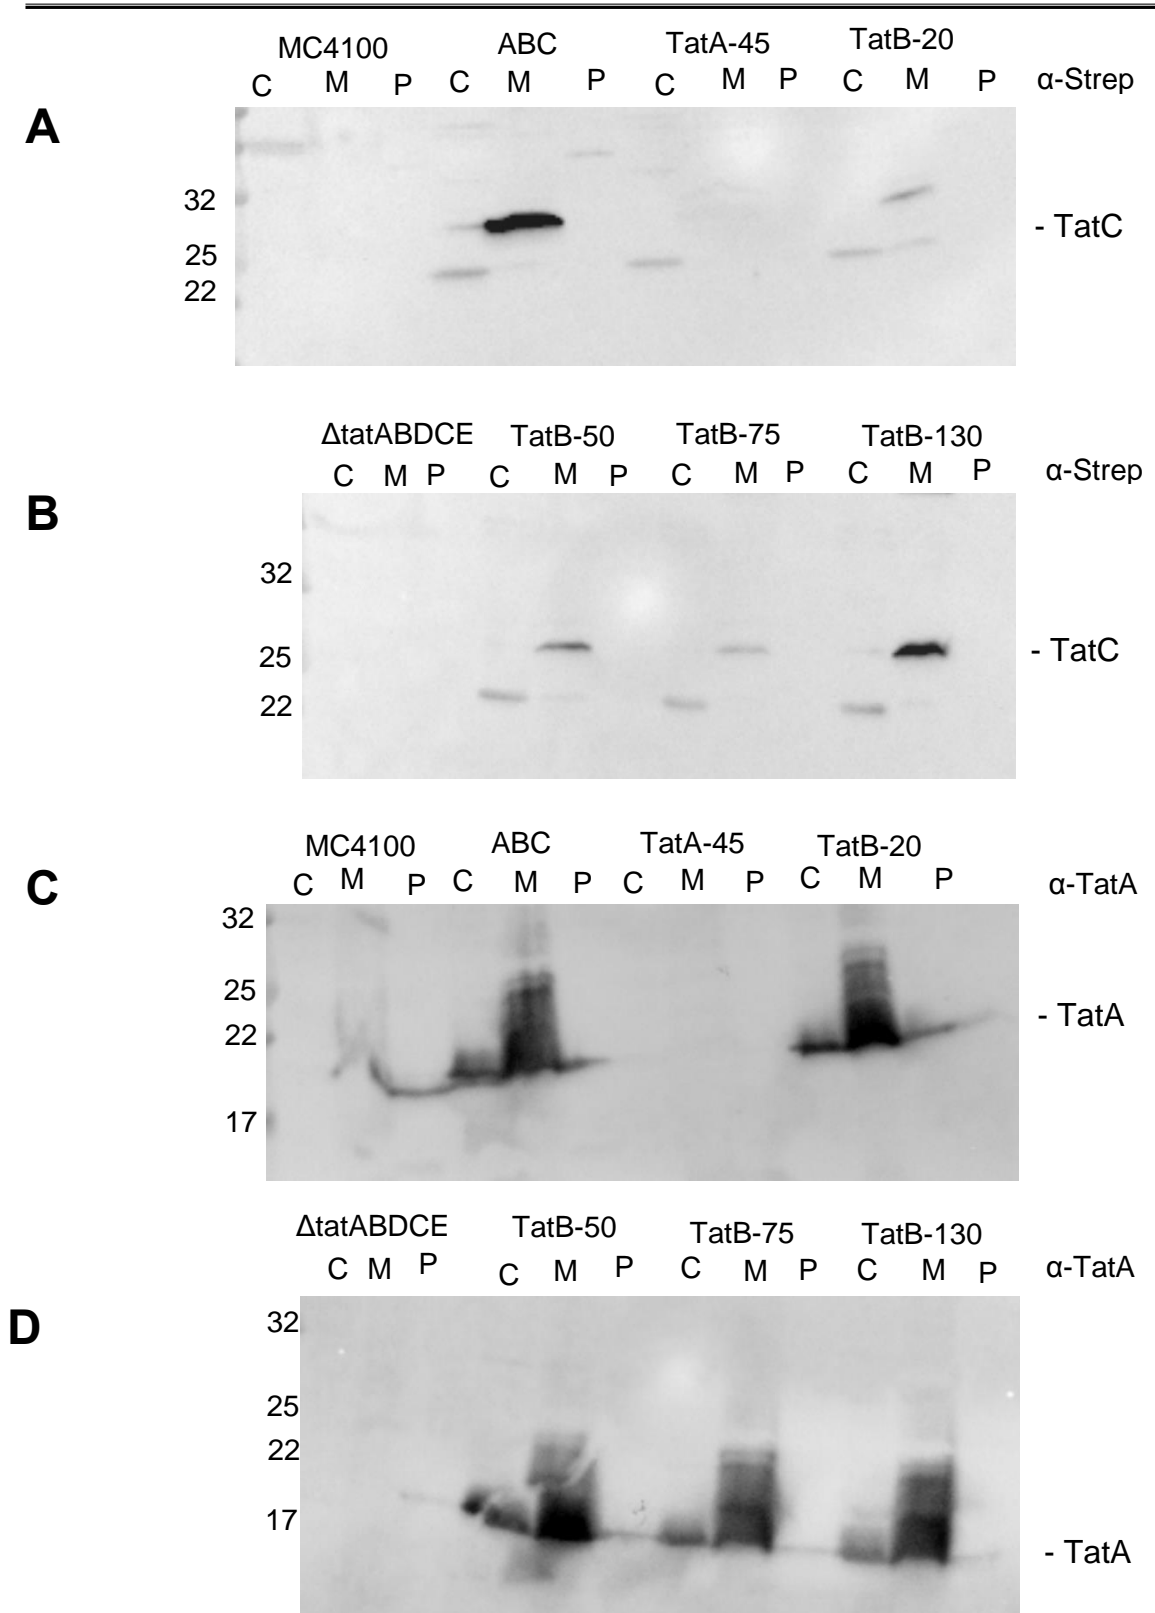 MC4100 ABC TatA-45 TatB-20
C M P C M P C M P C M P α-Strep
A
32
- TatC
25
22
ΔtatABDCE TatB-50 TatB-75 TatB-130
C M P C M P C M P C M P α-Strep
B
32
25 - TatC
22
MC4100 ABC TatA-45 TatB-20
C M P C M P C M P C M P α-TatA
C
32
25
- TatA
22
17
ΔtatABDCE TatB-50 TatB-75 TatB-130
C M P C M P C M P C M P α-TatA
D
32
25
22
17
- TatA